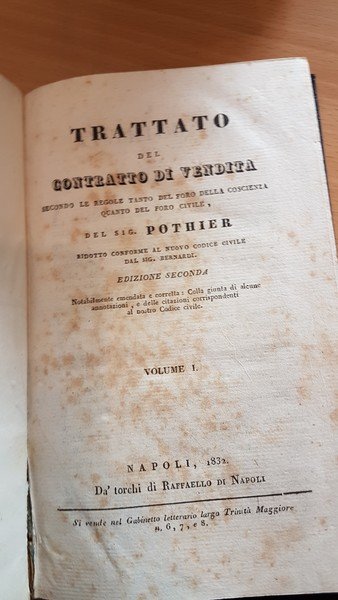 TRATTATO
DEL
CONTRATTO DI VENDITA
SECONDO LE REGOLE TANTO DEL FORO DELLA COSCIENZA
QUANTO DEL FORO CIVILE,
DEL SIG. POTHIER
RIDOTTO CONFORME AL NUOVO CODICE CIVILE
DAL SIG. BERNARDI.
EDIZIONE SECONDA
Notabilmente emendata e corretta: Colla giunta di alcune
annotazioni, e delle citazioni corrispondenti
al nostro Codice civile.
VOLUME I.
NAPOLI, 1832.
Da' torchi di RAFFAELLO DI NAPOLI
Si vende nel Gabinetto letterario largo Trinità Maggiore
n. 6, 7, e 8.